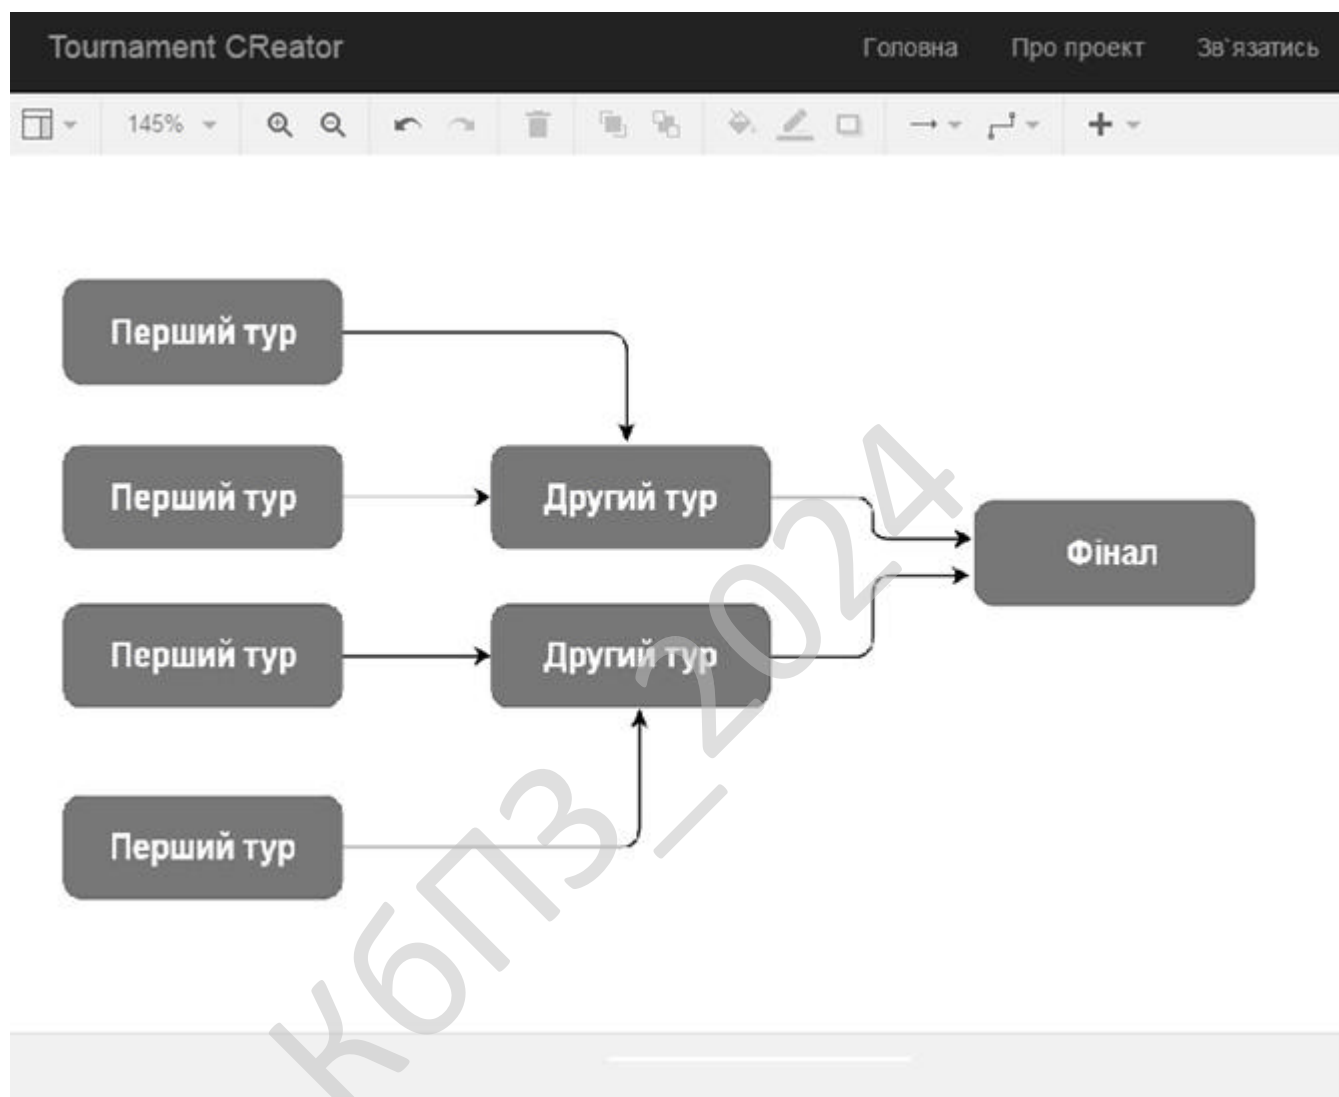 Tournament CReator Головна Про проект Зв`язатись
145%
Перший тур
Перший тур Другий тур
Фінал
Перший тур Другий тур
Перший тур
КбПЗ_2024